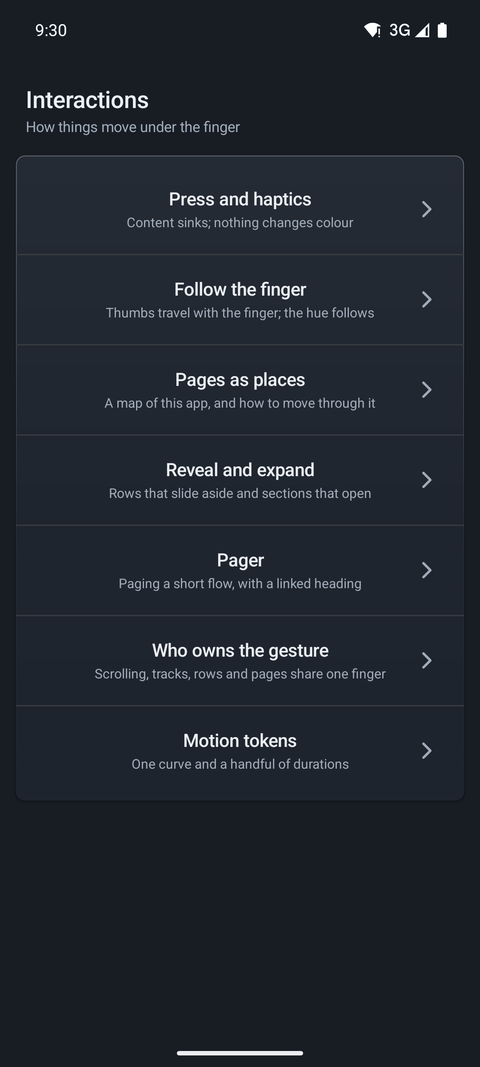 9:30
3G
Interactions
How things move under the finger
Press and haptics
Content sinks; nothing changes colour
Follow the finger
Thumbs travel with the finger; the hue follows
Pages as places
A map of this app, and how to move through it
Reveal and expand
Rows that slide aside and sections that open
Pager
Paging a short flow, with a linked heading
Who owns the gesture
Scrolling, tracks, rows and pages share one finger
Motion tokens
One curve and a handful of durations